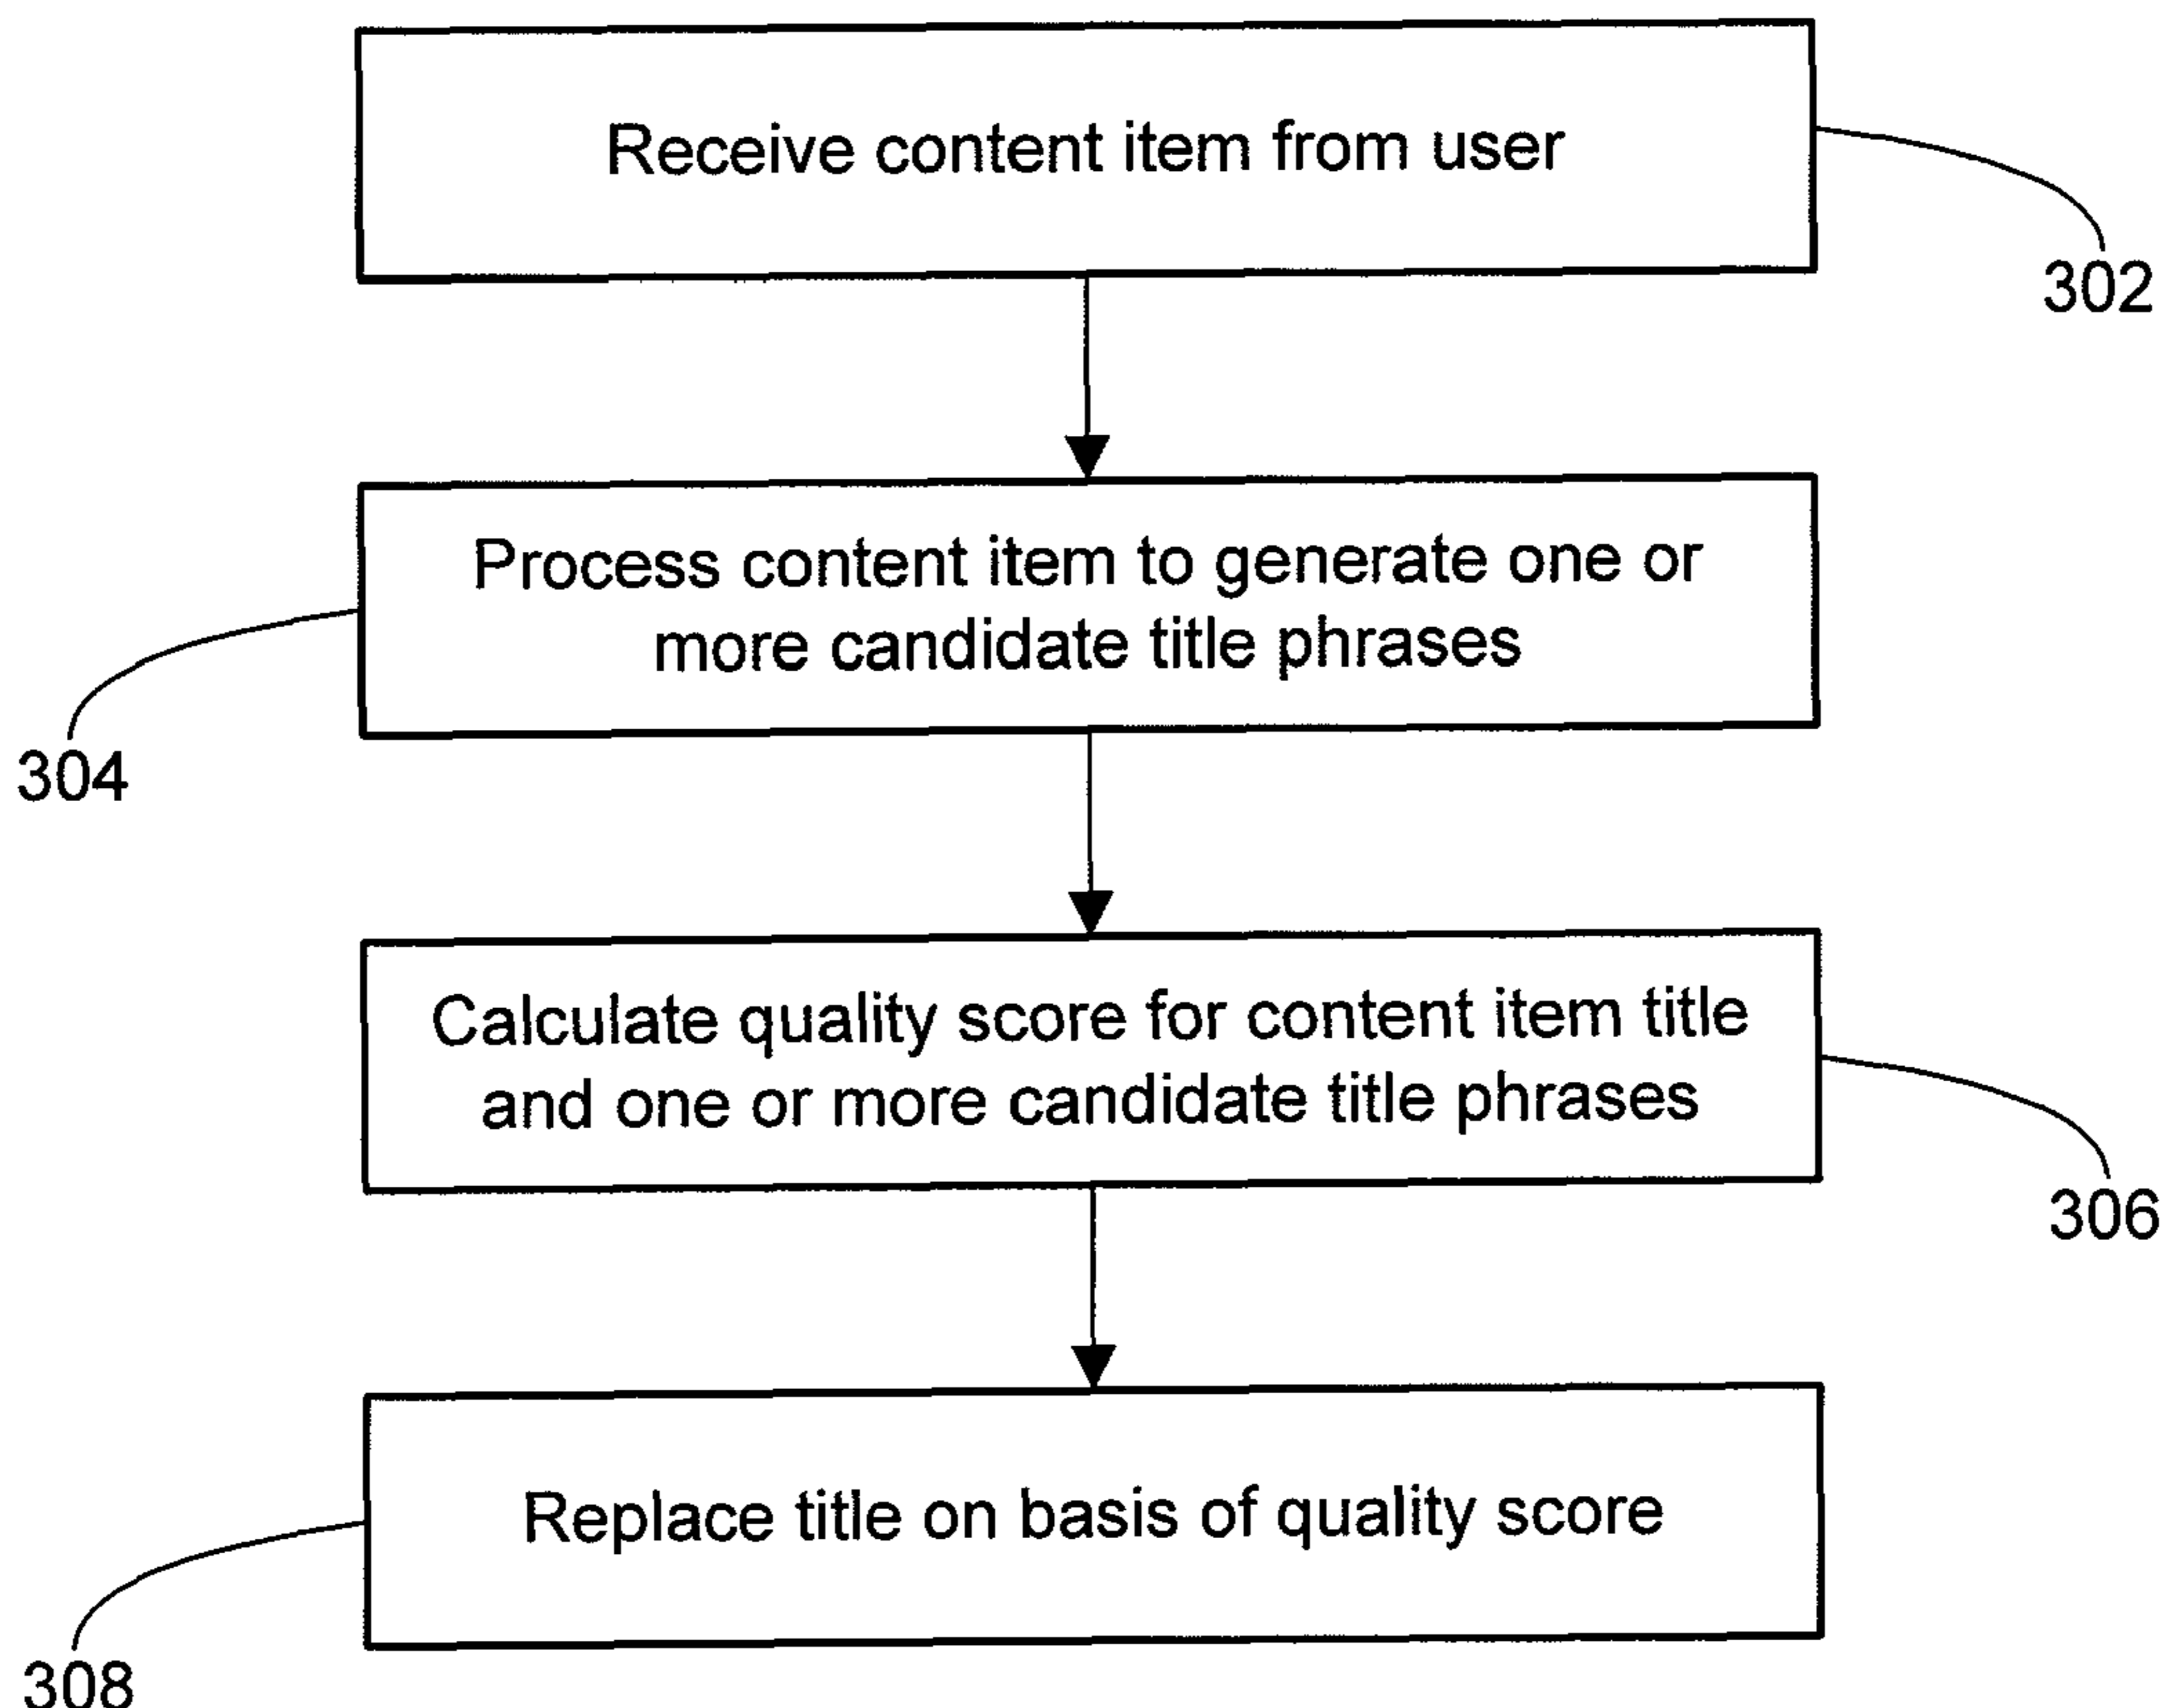 Receive content item from user
302
Process content item to generate one or
more candidate title phrases
304
Calculate quality score for content item title
and one or more candidate title phrases
306
Replace title on basis of quality score
308